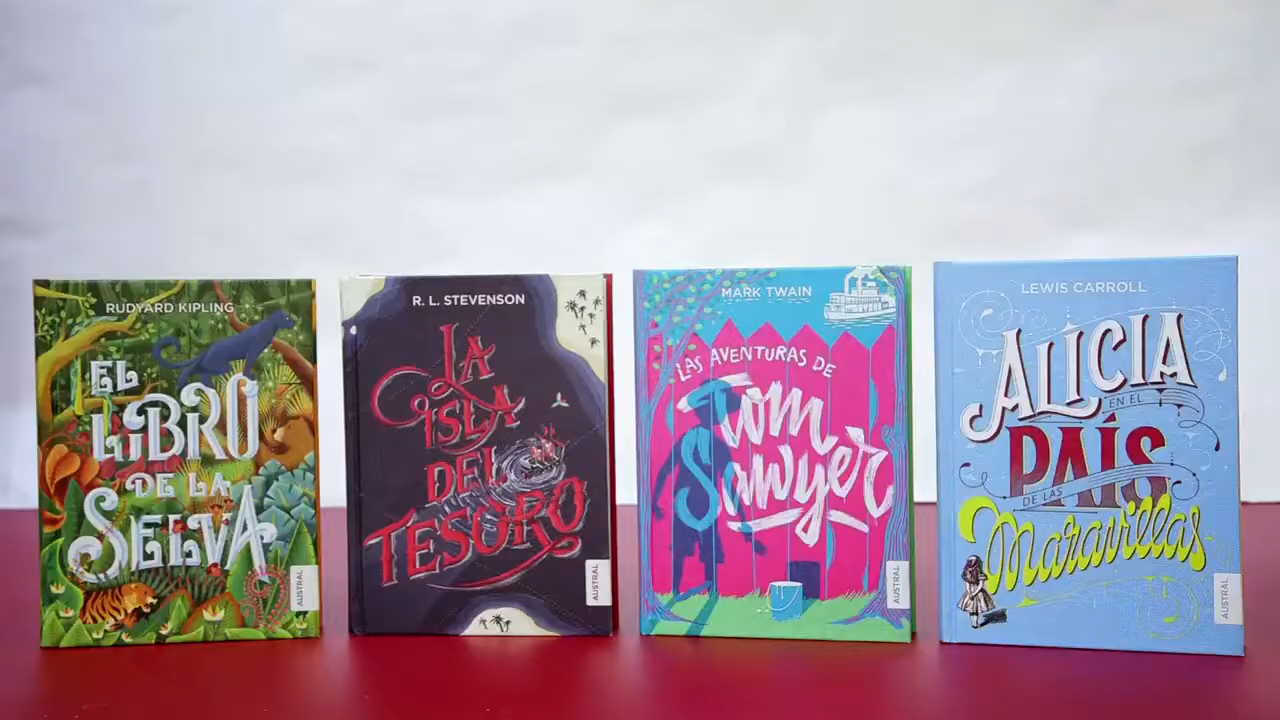 RUDYARD KIPLING
EL
LIBRO
DE LA
SELVA
AUSTRAL
R. L. STEVENSON
LA
ISLA
DEL
TESORO
AUSTRAL
MARK TWAIN
LAS AVENTURAS DE
Tom
Sawyer
AUSTRAL
LEWIS CARROLL
ALICIA
EN EL
PAÍS
DE LAS
Maravillas
AUSTRAL